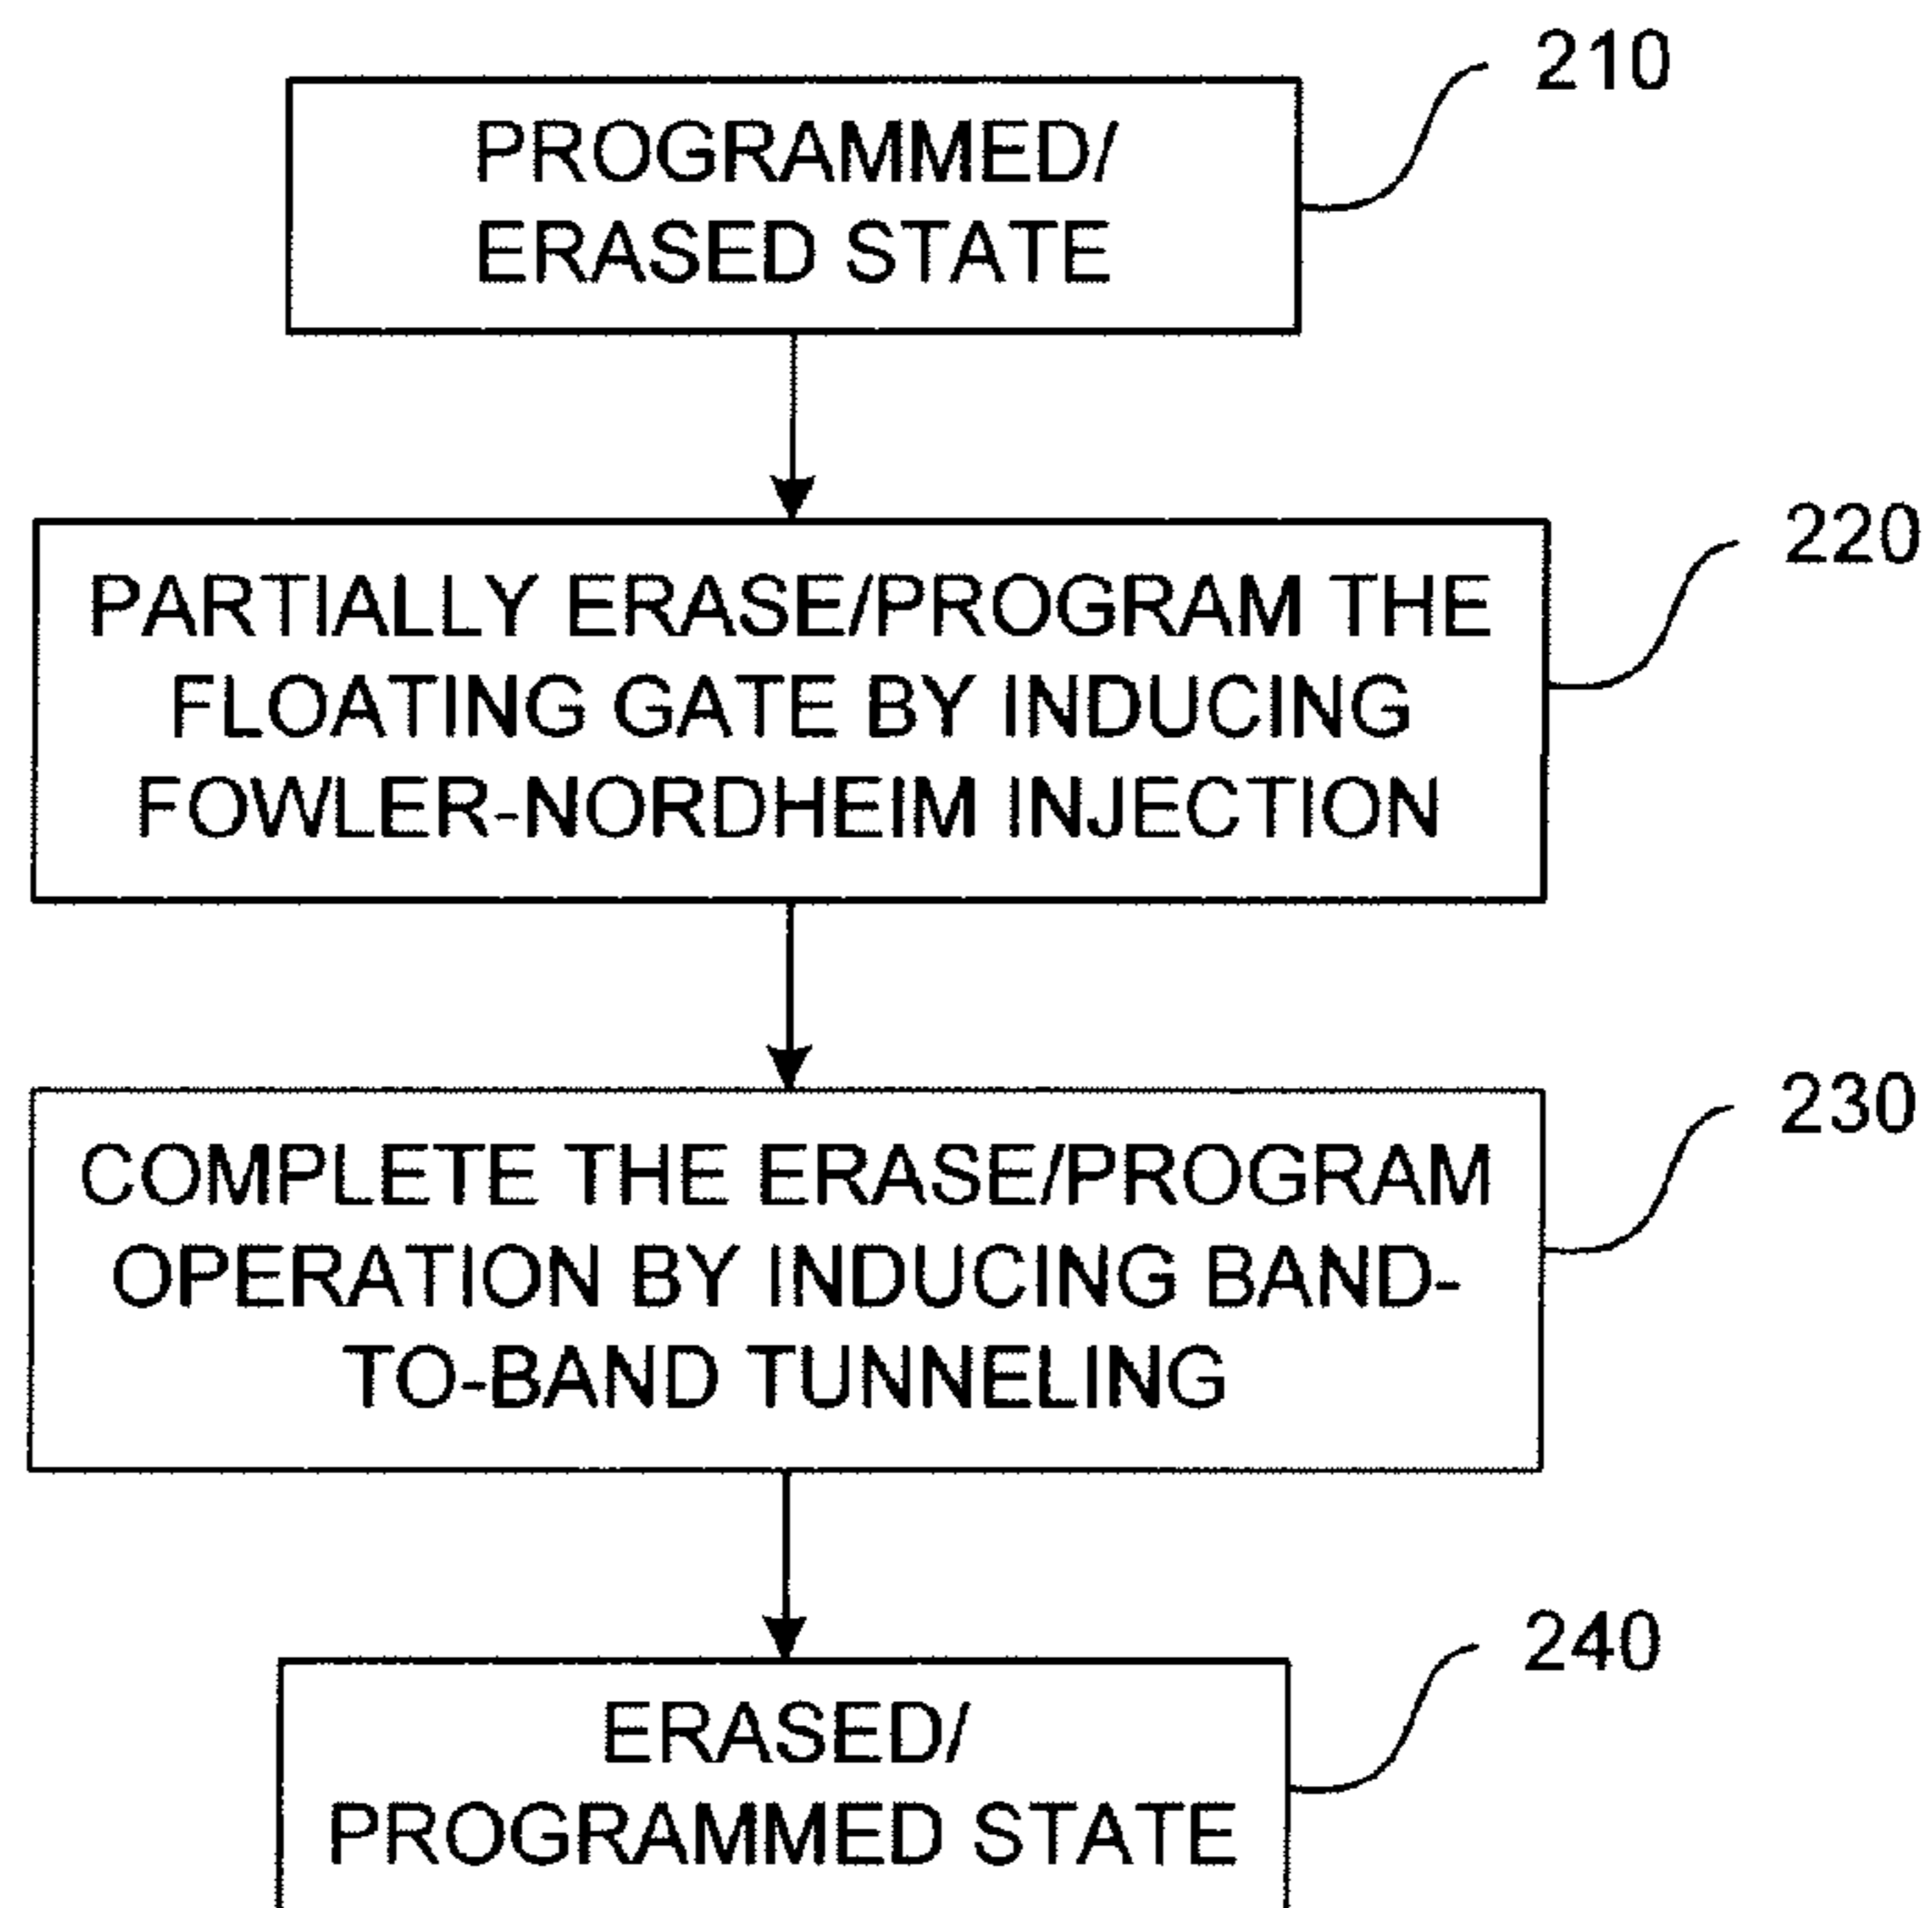 210
PROGRAMMED/
ERASED STATE
220
PARTIALLY ERASE/PROGRAM THE
FLOATING GATE BY INDUCING
FOWLER-NORDHEIM INJECTION
230
COMPLETE THE ERASE/PROGRAM
OPERATION BY INDUCING BAND-
TO-BAND TUNNELING
240
ERASED/
PROGRAMMED STATE